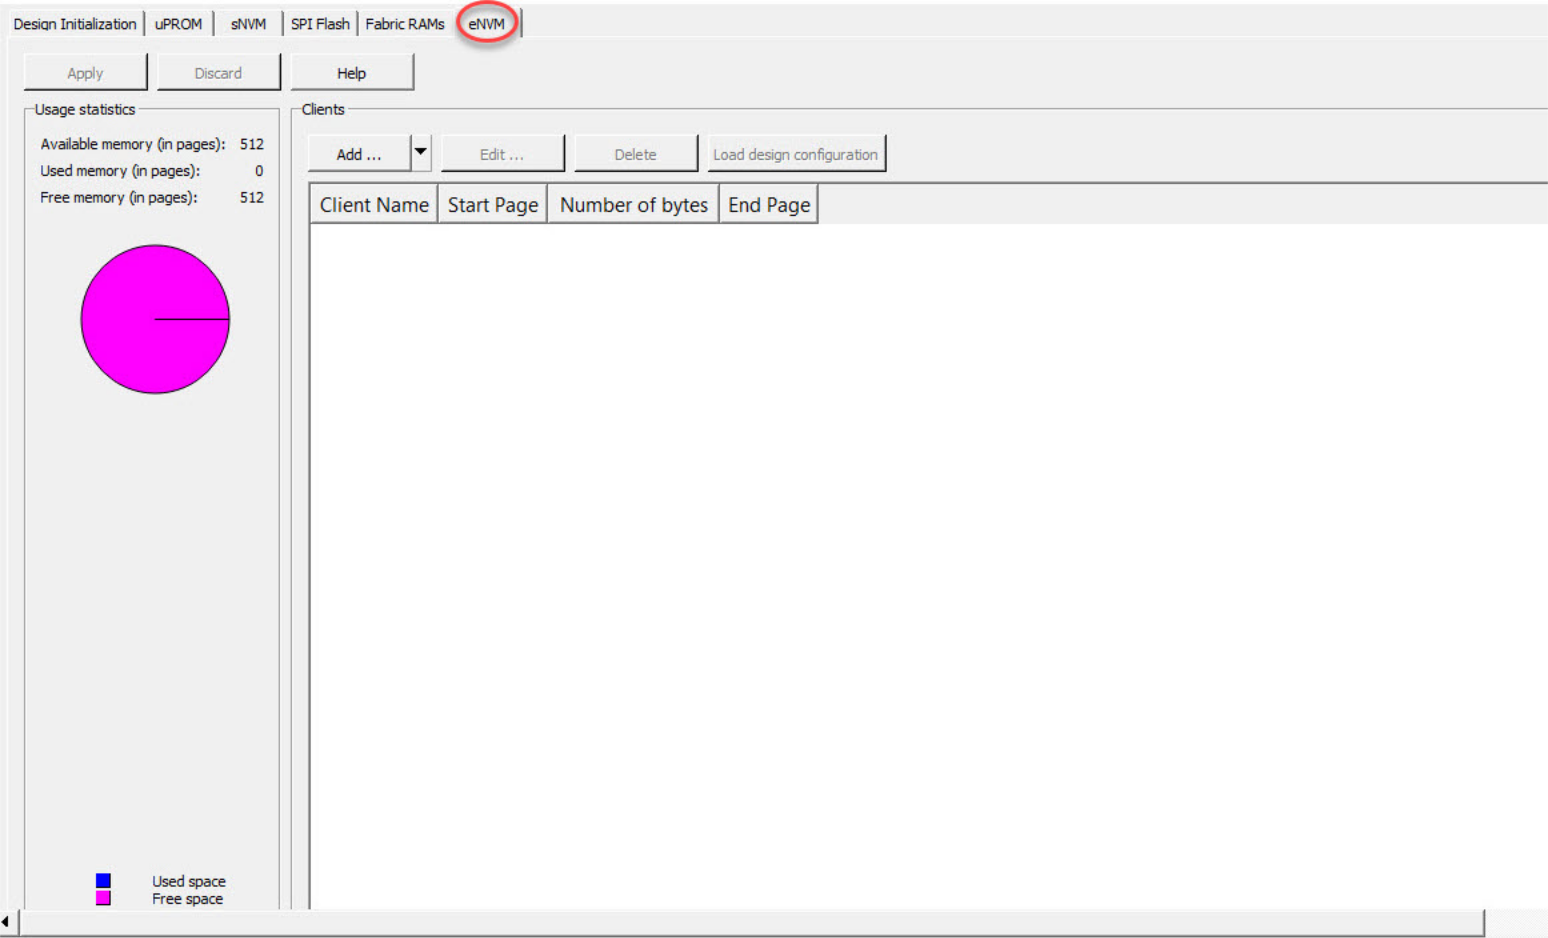 Design Initialization uPROM sNVM SPI Flash Fabric RAMs eNVM
Apply Discard Help
Usage statistics
Available memory (in pages): 512
Used memory (in pages): 0
Free memory (in pages): 512
Used space
Free space
Clients
Add ... Edit ... Delete Load design configuration
Client Name Start Page Number of bytes End Page